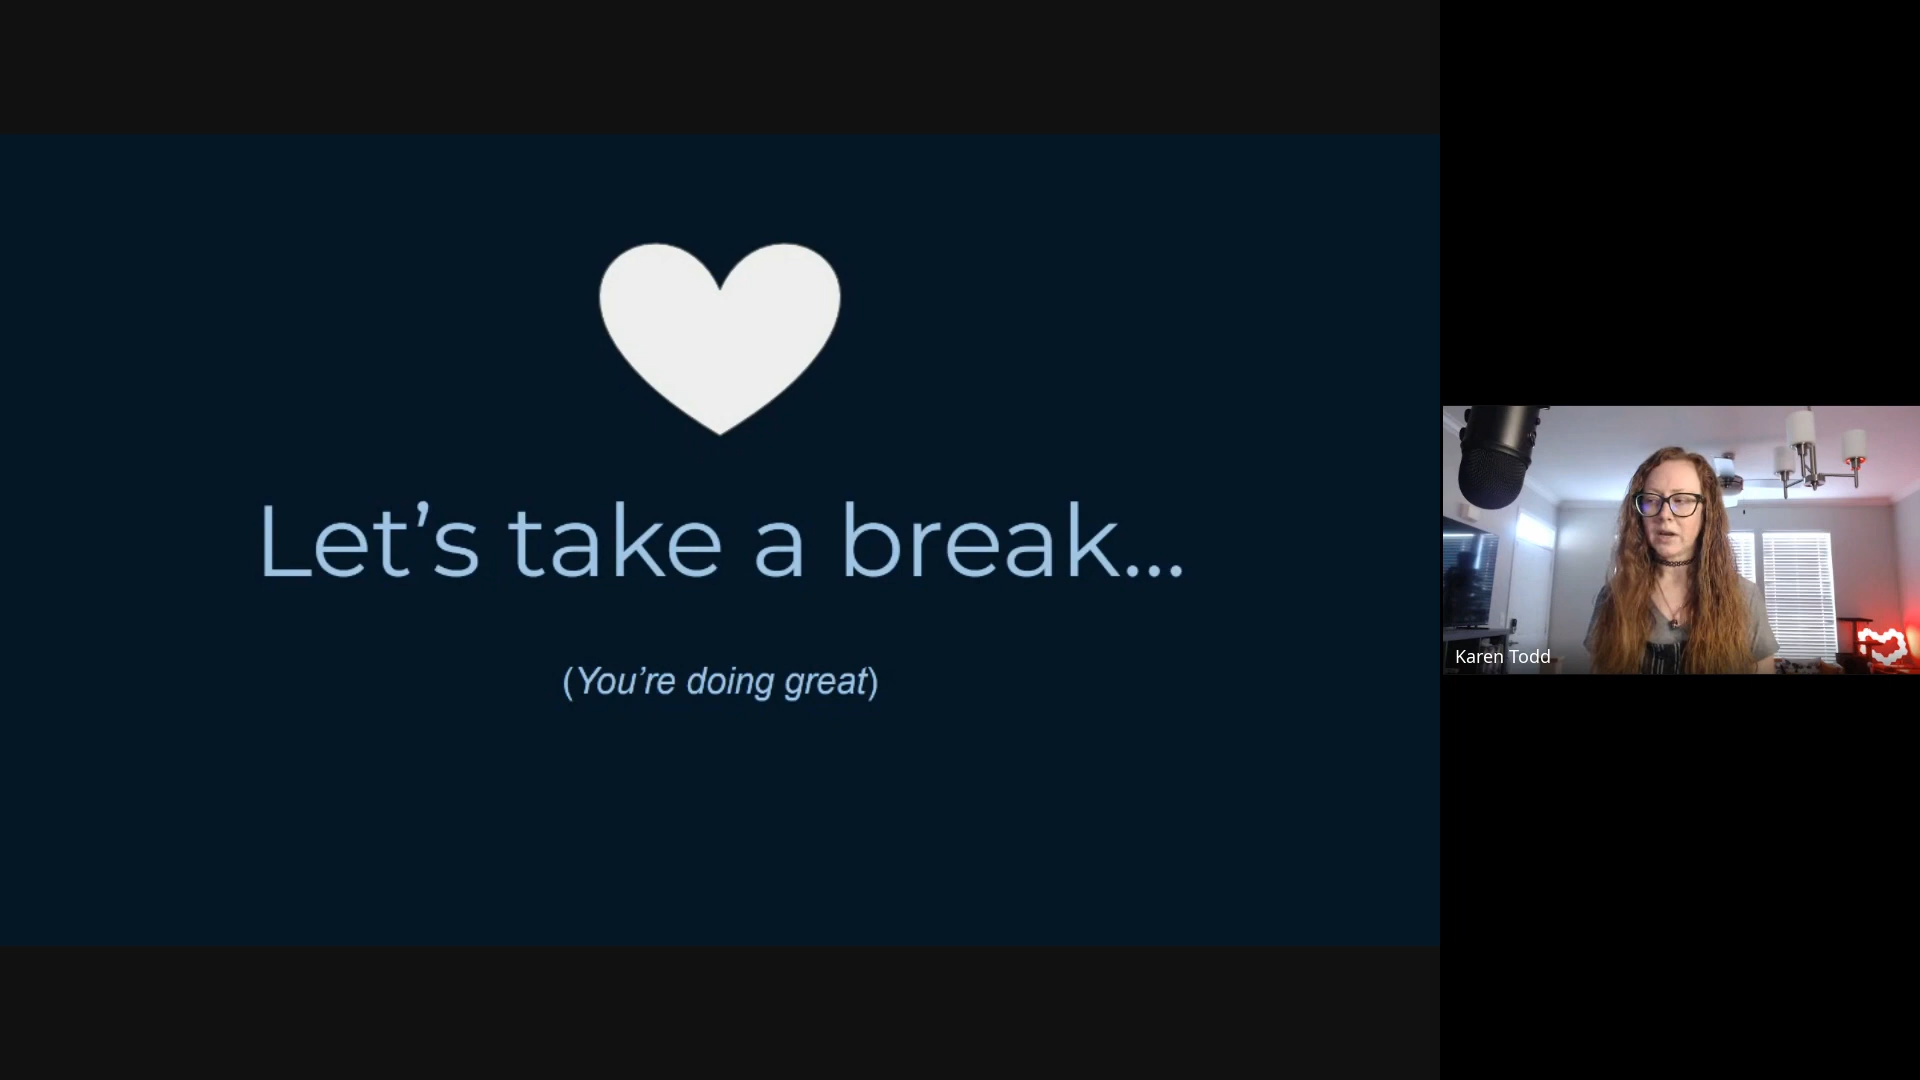 Let’s take a break...
(You’re doing great)
Karen Todd